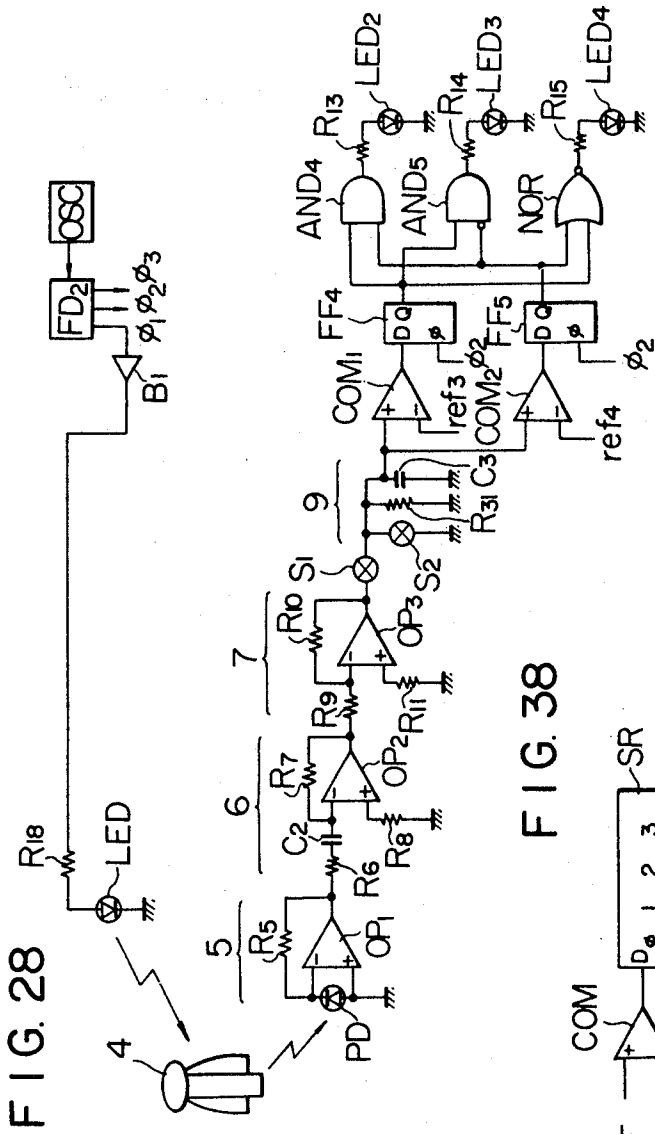 FIG. 28
4
LED
R18
B1
FD2
OSC
φ1 φ2 φ3
5
R5
OP1
PD
6
R6
C2
R7
OP2
R8
7
R9
R10
OP3
R11
9
S1
S2
R31
C3
COM1
ref3
COM2
ref4
FF4
D Q
φ
φ2
FF5
D Q
φ
φ2
AND4
R13
LED2
AND5
R14
LED3
NOR
R15
LED4
FIG. 38
COM
SR
Dφ 1 2 3